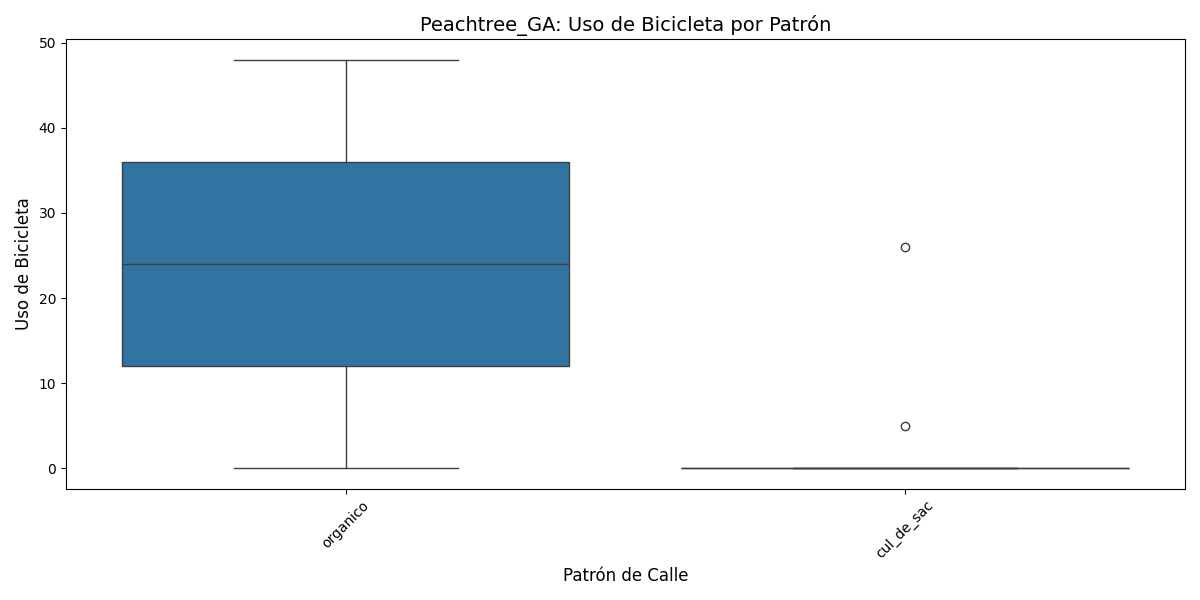 Peachtree_GA: Uso de Bicicleta por Patrón
Uso de Bicicleta
50
40
30
20
10
0
organico
cul_de_sac
Patrón de Calle